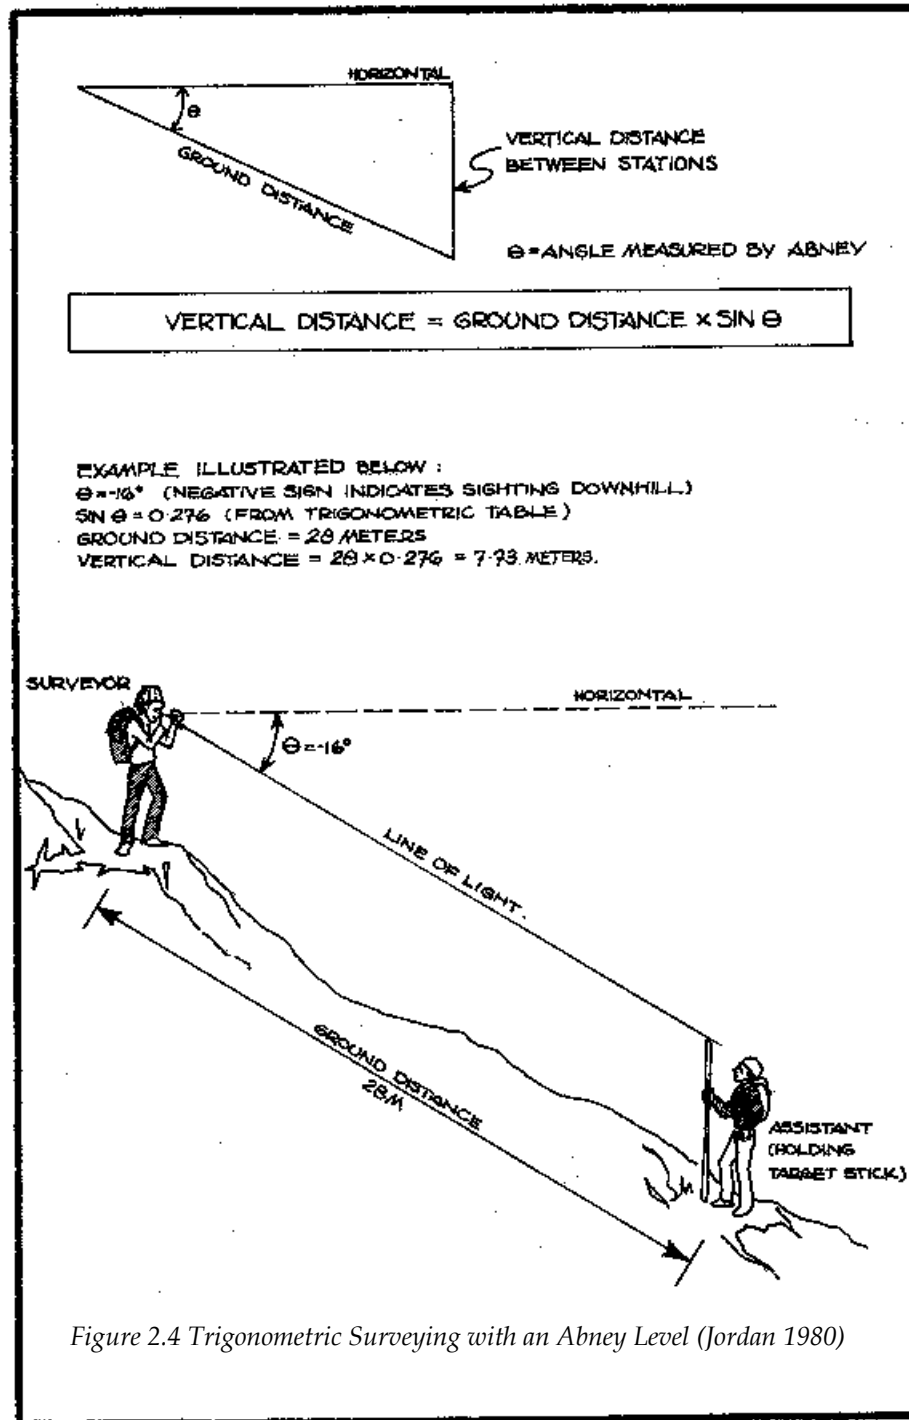 HORIZONTAL
θ
GROUND DISTANCE
VERTICAL DISTANCE
BETWEEN STATIONS
θ=ANGLE MEASURED BY ABNEY
VERTICAL DISTANCE = GROUND DISTANCE × SIN θ
EXAMPLE ILLUSTRATED BELOW :
θ=-16° (NEGATIVE SIGN INDICATES SIGHTING DOWNHILL)
SIN θ = 0.276 (FROM TRIGONOMETRIC TABLE)
GROUND DISTANCE = 28 METERS
VERTICAL DISTANCE = 28 × 0.276 = 7.73 METERS.
SURVEYOR
HORIZONTAL
θ=-16°
LINE OF LIGHT.
GROUND DISTANCE
28M
ASSISTANT
(HOLDING
TARGET STICK)
Figure 2.4 Trigonometric Surveying with an Abney Level (Jordan 1980)